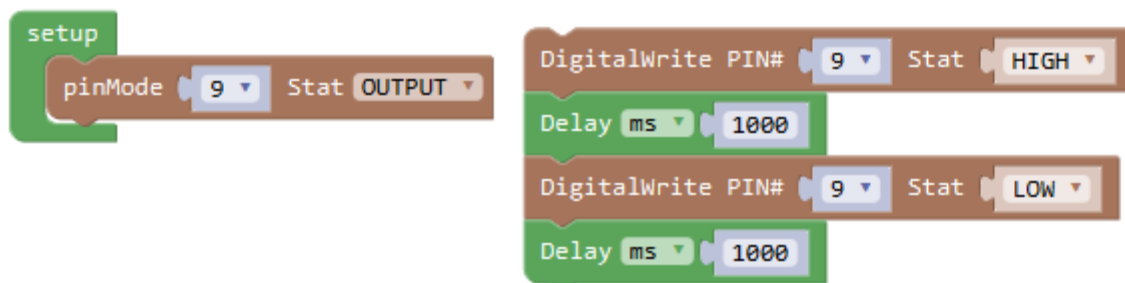 setup
pinMode 9 Stat OUTPUT
DigitalWrite PIN# 9 Stat HIGH
Delay ms 1000
DigitalWrite PIN# 9 Stat LOW
Delay ms 1000